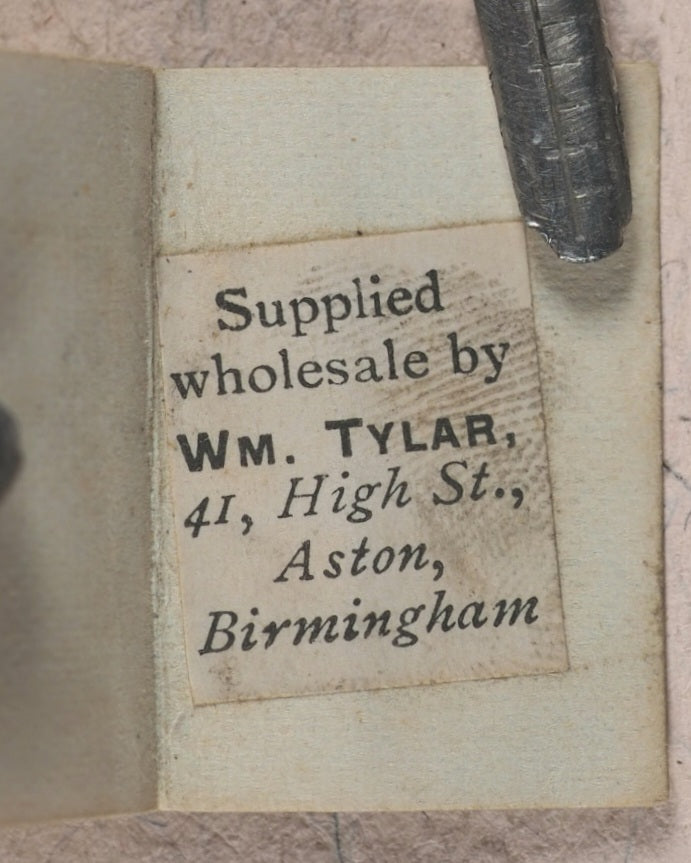 Supplied
wholesale by
WM. TYLAR,
41, High St.,
Aston,
Birmingham